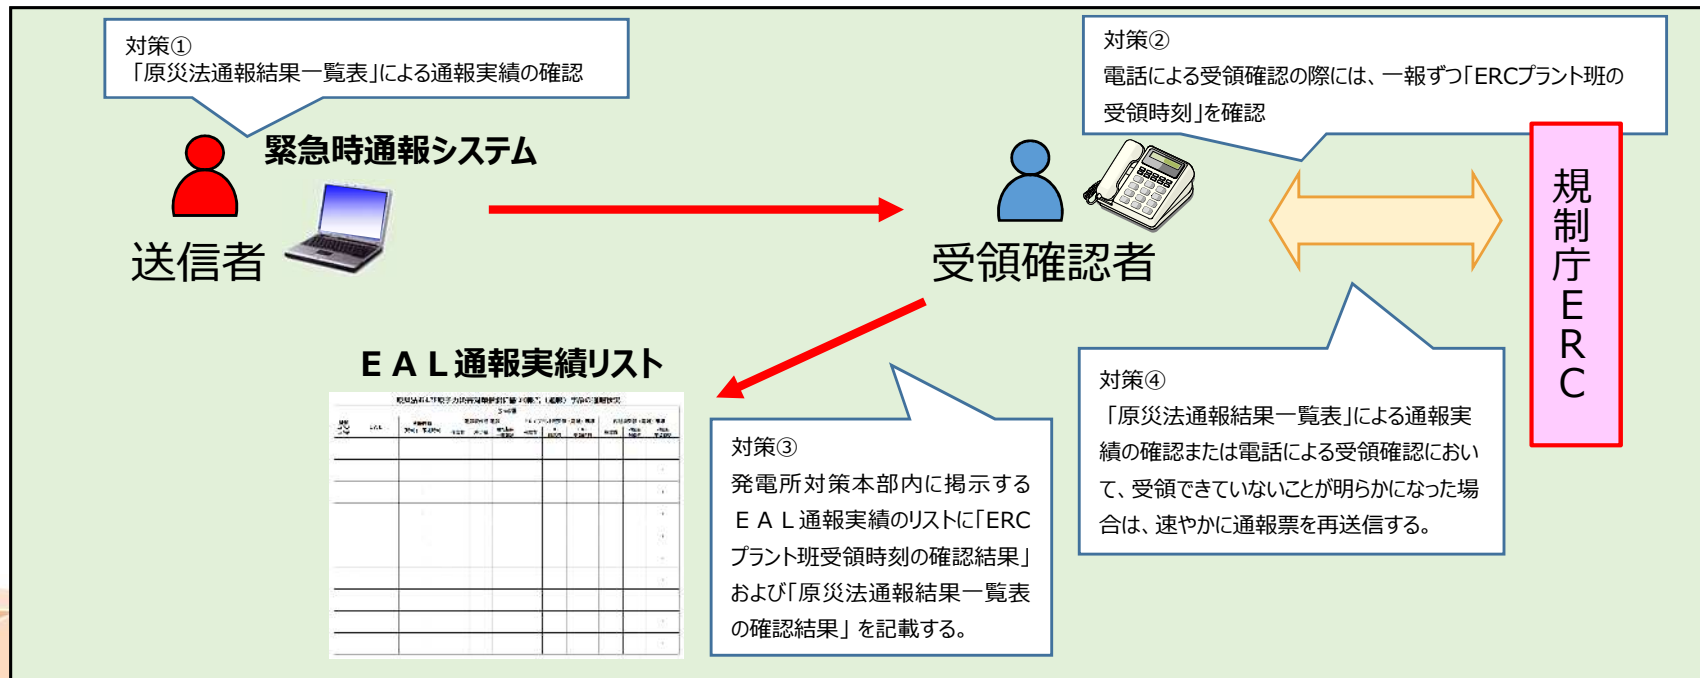 対策①
「原災法通報結果一覧表」による通報実績の確認
緊急時通報システム
送信者
対策②
電話による受領確認の際には、一報ずつ「ERCプラント班の
受領時刻」を確認
受領確認者
規制庁ERC
EAL通報実績リスト
対策③
発電所対策本部内に掲示する
EAL通報実績のリストに「ERC
プラント班受領時刻の確認結果」
および「原災法通報結果一覧表
の確認結果」を記載する。
対策④
「原災法通報結果一覧表」による通報実
績の確認または電話による受領確認におい
て、受領できていないことが明らかになった場
合は、速やかに通報票を再送信する。